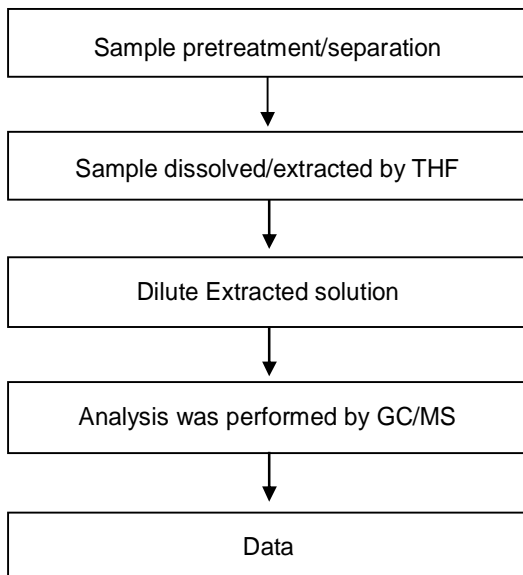 Sample pretreatment/separation
Sample dissolved/extracted by THF
Dilute Extracted solution
Analysis was performed by GC/MS
Data